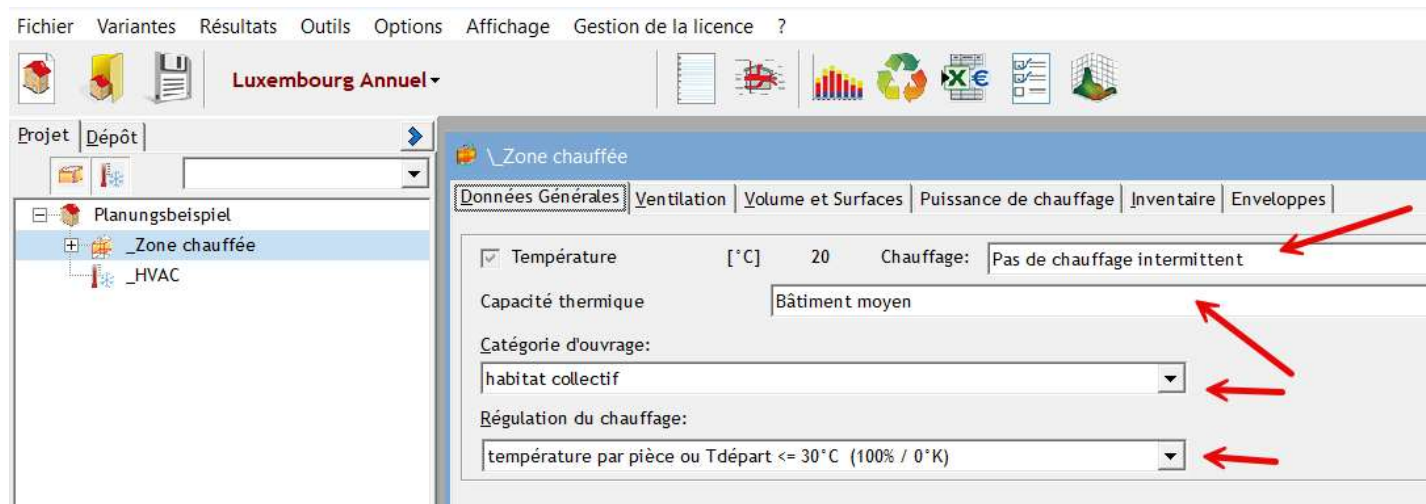 Fichier Variantes Résultats Outils Options Affichage Gestion de la licence ?
Luxembourg Annuel
Projet Dépôt
\_Zone chauffée
Données Générales Ventilation Volume et Surfaces Puissance de chauffage Inventaire Enveloppes
Planungsbeispiel
_Zone chauffée
_HVAC
Température [°C] 20 Chauffage: Pas de chauffage intermittent
Capacité thermique Bâtiment moyen
Catégorie d'ouvrage:
habitat collectif
Régulation du chauffage:
température par pièce ou Tdépart <= 30°C (100% / 0°K)